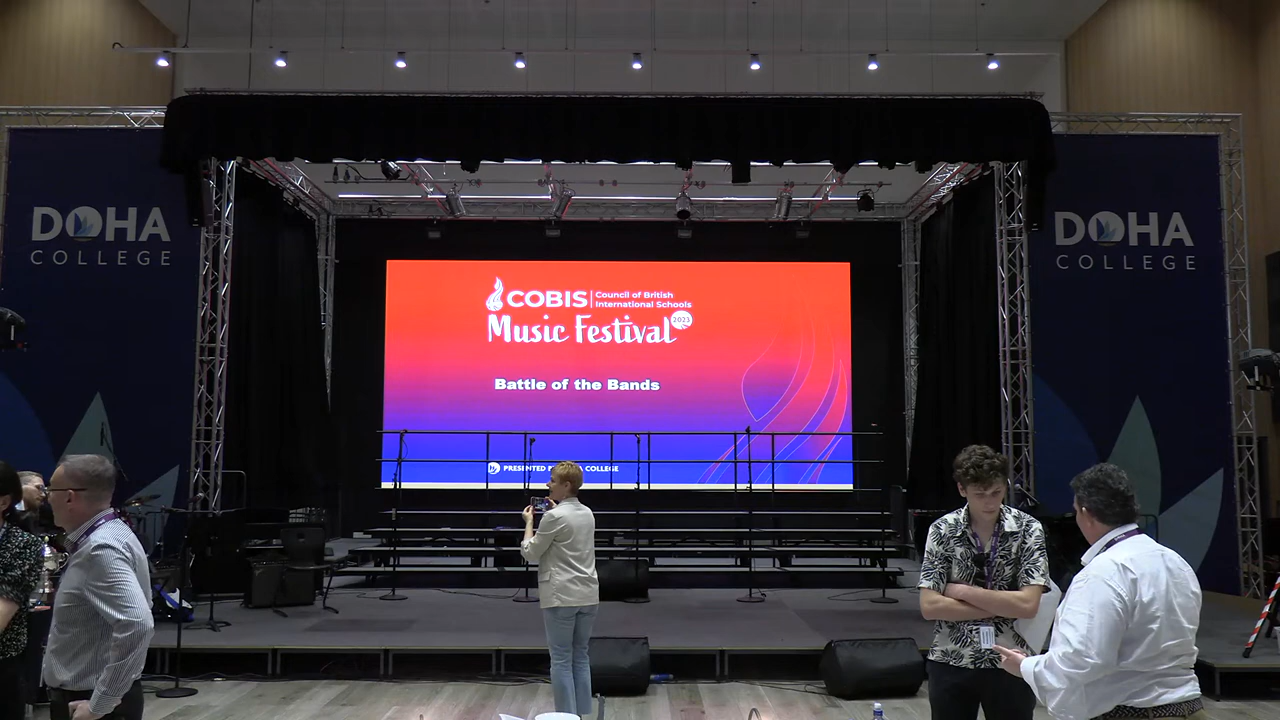 DOHA
COLLEGE
DOHA
COLLEGE
COBIS
Council of British
International Schools
Music Festival
2023
Battle of the Bands
PRESENTED COLLEGE